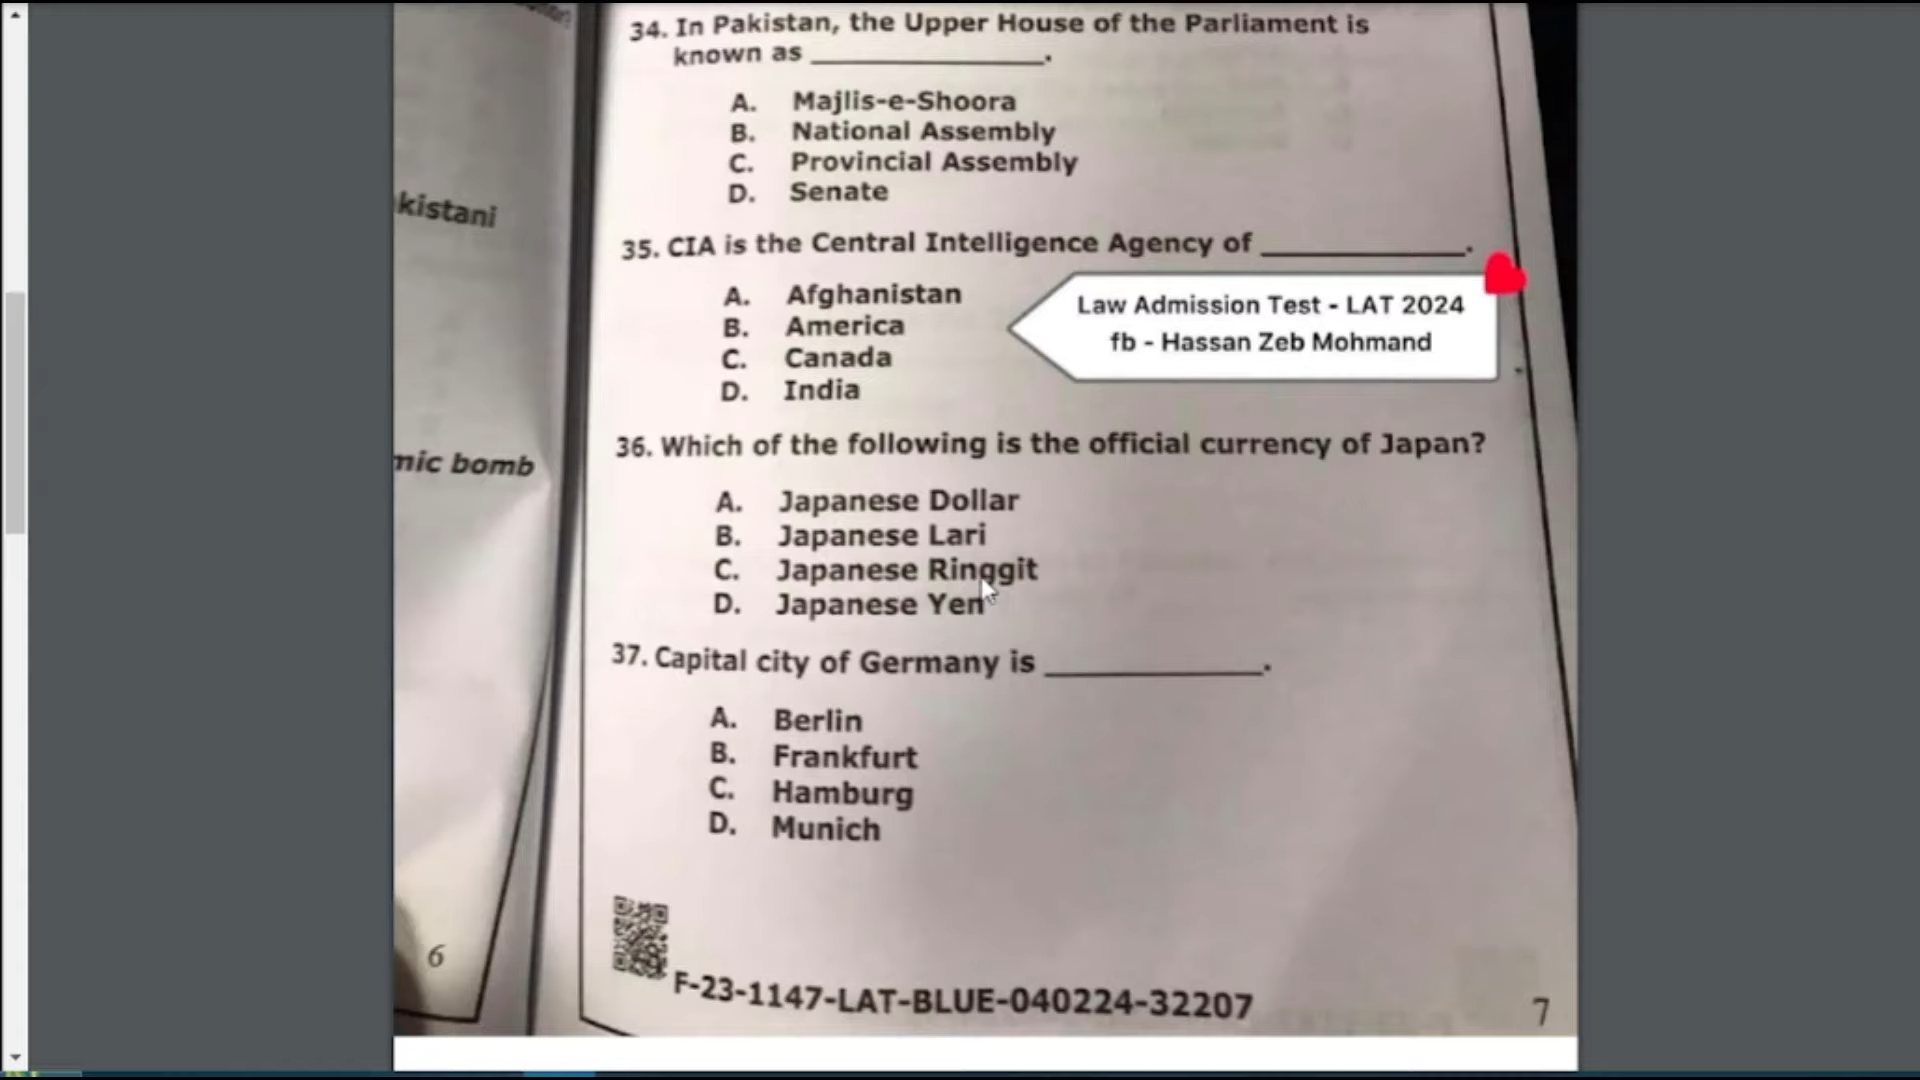 kistani
mic bomb
6
34. In Pakistan, the Upper House of the Parliament is
known as ____________.
A. Majlis-e-Shoora
B. National Assembly
C. Provincial Assembly
D. Senate
35. CIA is the Central Intelligence Agency of ____________.
A. Afghanistan
B. America
C. Canada
D. India
Law Admission Test - LAT 2024
fb - Hassan Zeb Mohmand
36. Which of the following is the official currency of Japan?
A. Japanese Dollar
B. Japanese Lari
C. Japanese Ringgit
D. Japanese Yen
37. Capital city of Germany is ____________.
A. Berlin
B. Frankfurt
C. Hamburg
D. Munich
F-23-1147-LAT-BLUE-040224-32207
7